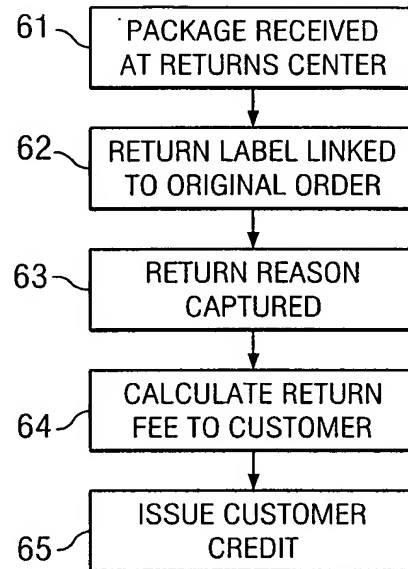 61
PACKAGE RECEIVED
AT RETURNS CENTER
62
RETURN LABEL LINKED
TO ORIGINAL ORDER
63
RETURN REASON
CAPTURED
64
CALCULATE RETURN
FEE TO CUSTOMER
65
ISSUE CUSTOMER
CREDIT